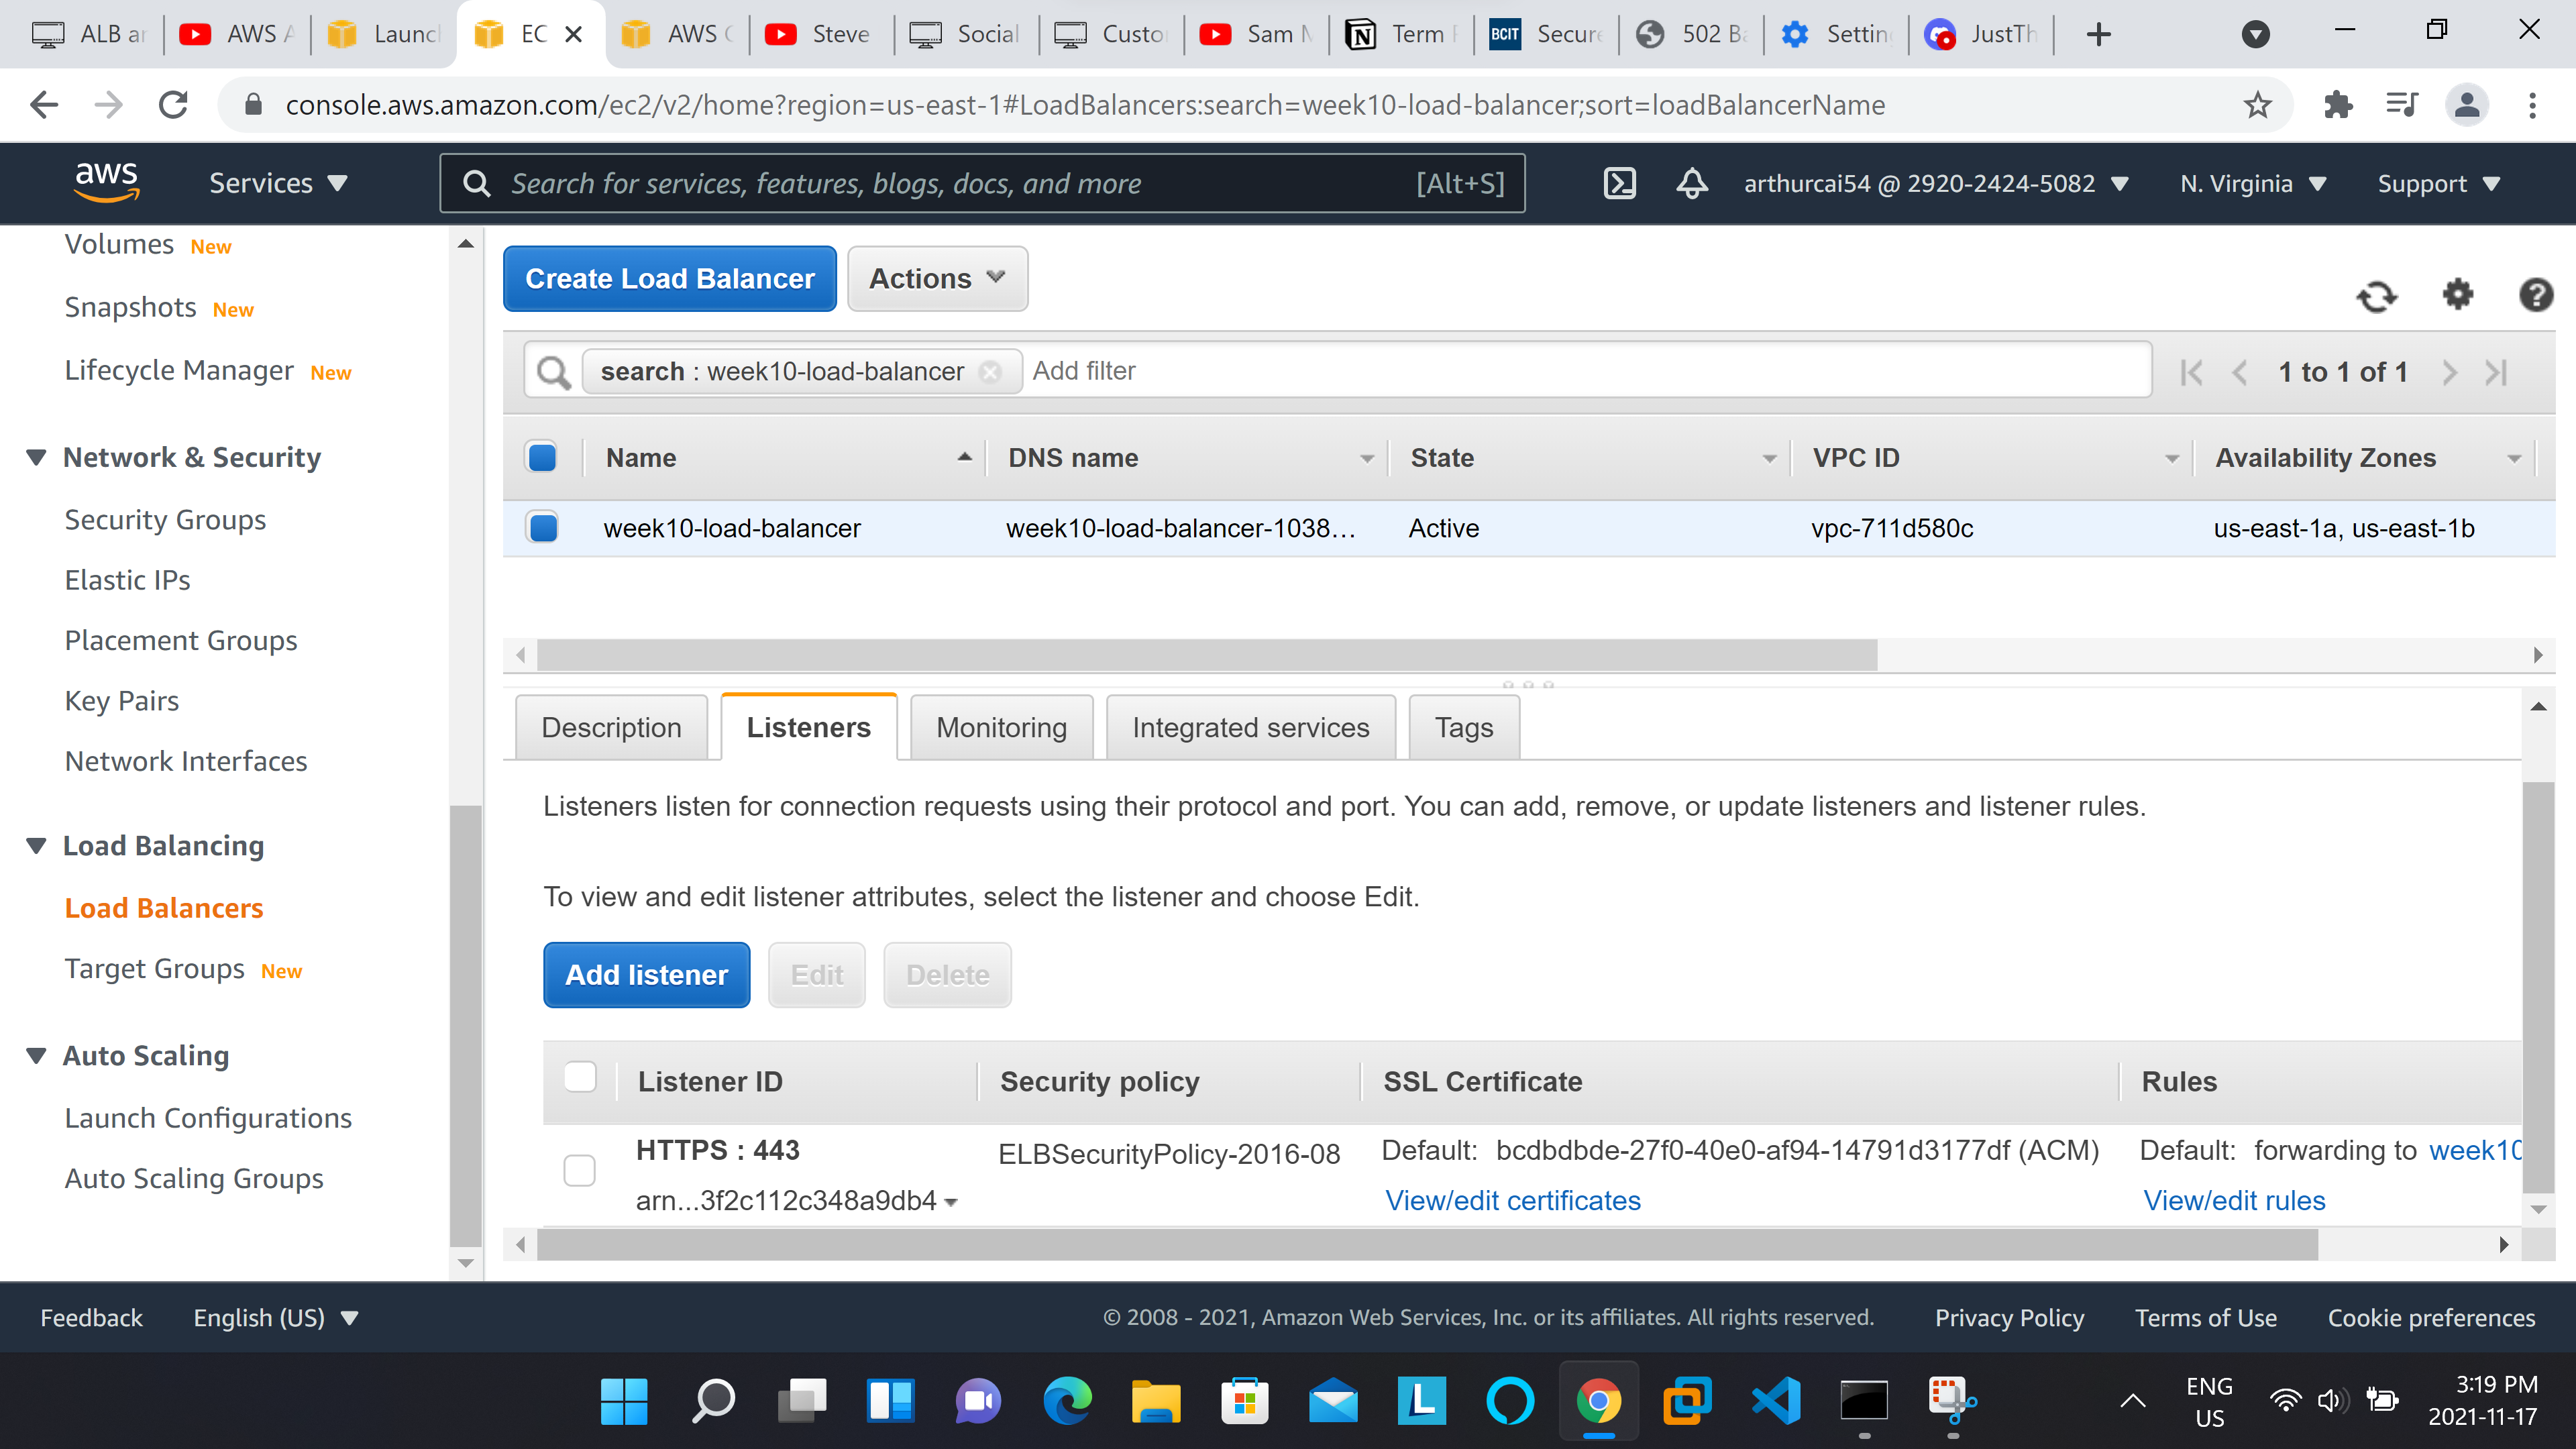 ALB ar
AWS A
Launc
EC
AWS C
Steve
Social
Custo
Sam M
Term P
BCIT Secure
502 Ba
Settin
JustTh
console.aws.amazon.com/ec2/v2/home?region=us-east-1#LoadBalancers:search=week10-load-balancer;sort=loadBalancerName
aws
Services
Search for services, features, blogs, docs, and more [Alt+S]
arthurcai54 @ 2920-2424-5082
N. Virginia
Support
Volumes New
Snapshots New
Lifecycle Manager New
Network & Security
Security Groups
Elastic IPs
Placement Groups
Key Pairs
Network Interfaces
Load Balancing
Load Balancers
Target Groups New
Auto Scaling
Launch Configurations
Auto Scaling Groups
Create Load Balancer
Actions
search : week10-load-balancer Add filter
1 to 1 of 1
Name DNS name State VPC ID Availability Zones
week10-load-balancer week10-load-balancer-1038… Active vpc-711d580c us-east-1a, us-east-1b
Description Listeners Monitoring Integrated services Tags
Listeners listen for connection requests using their protocol and port. You can add, remove, or update listeners and listener rules.
To view and edit listener attributes, select the listener and choose Edit.
Add listener Edit Delete
Listener ID Security policy SSL Certificate Rules
HTTPS : 443 ELBSecurityPolicy-2016-08 Default: bcdbdbde-27f0-40e0-af94-14791d3177df (ACM) Default: forwarding to week10
arn...3f2c112c348a9db4 View/edit certificates View/edit rules
Feedback English (US) © 2008 - 2021, Amazon Web Services, Inc. or its affiliates. All rights reserved. Privacy Policy Terms of Use Cookie preferences
ENG
US
3:19 PM
2021-11-17